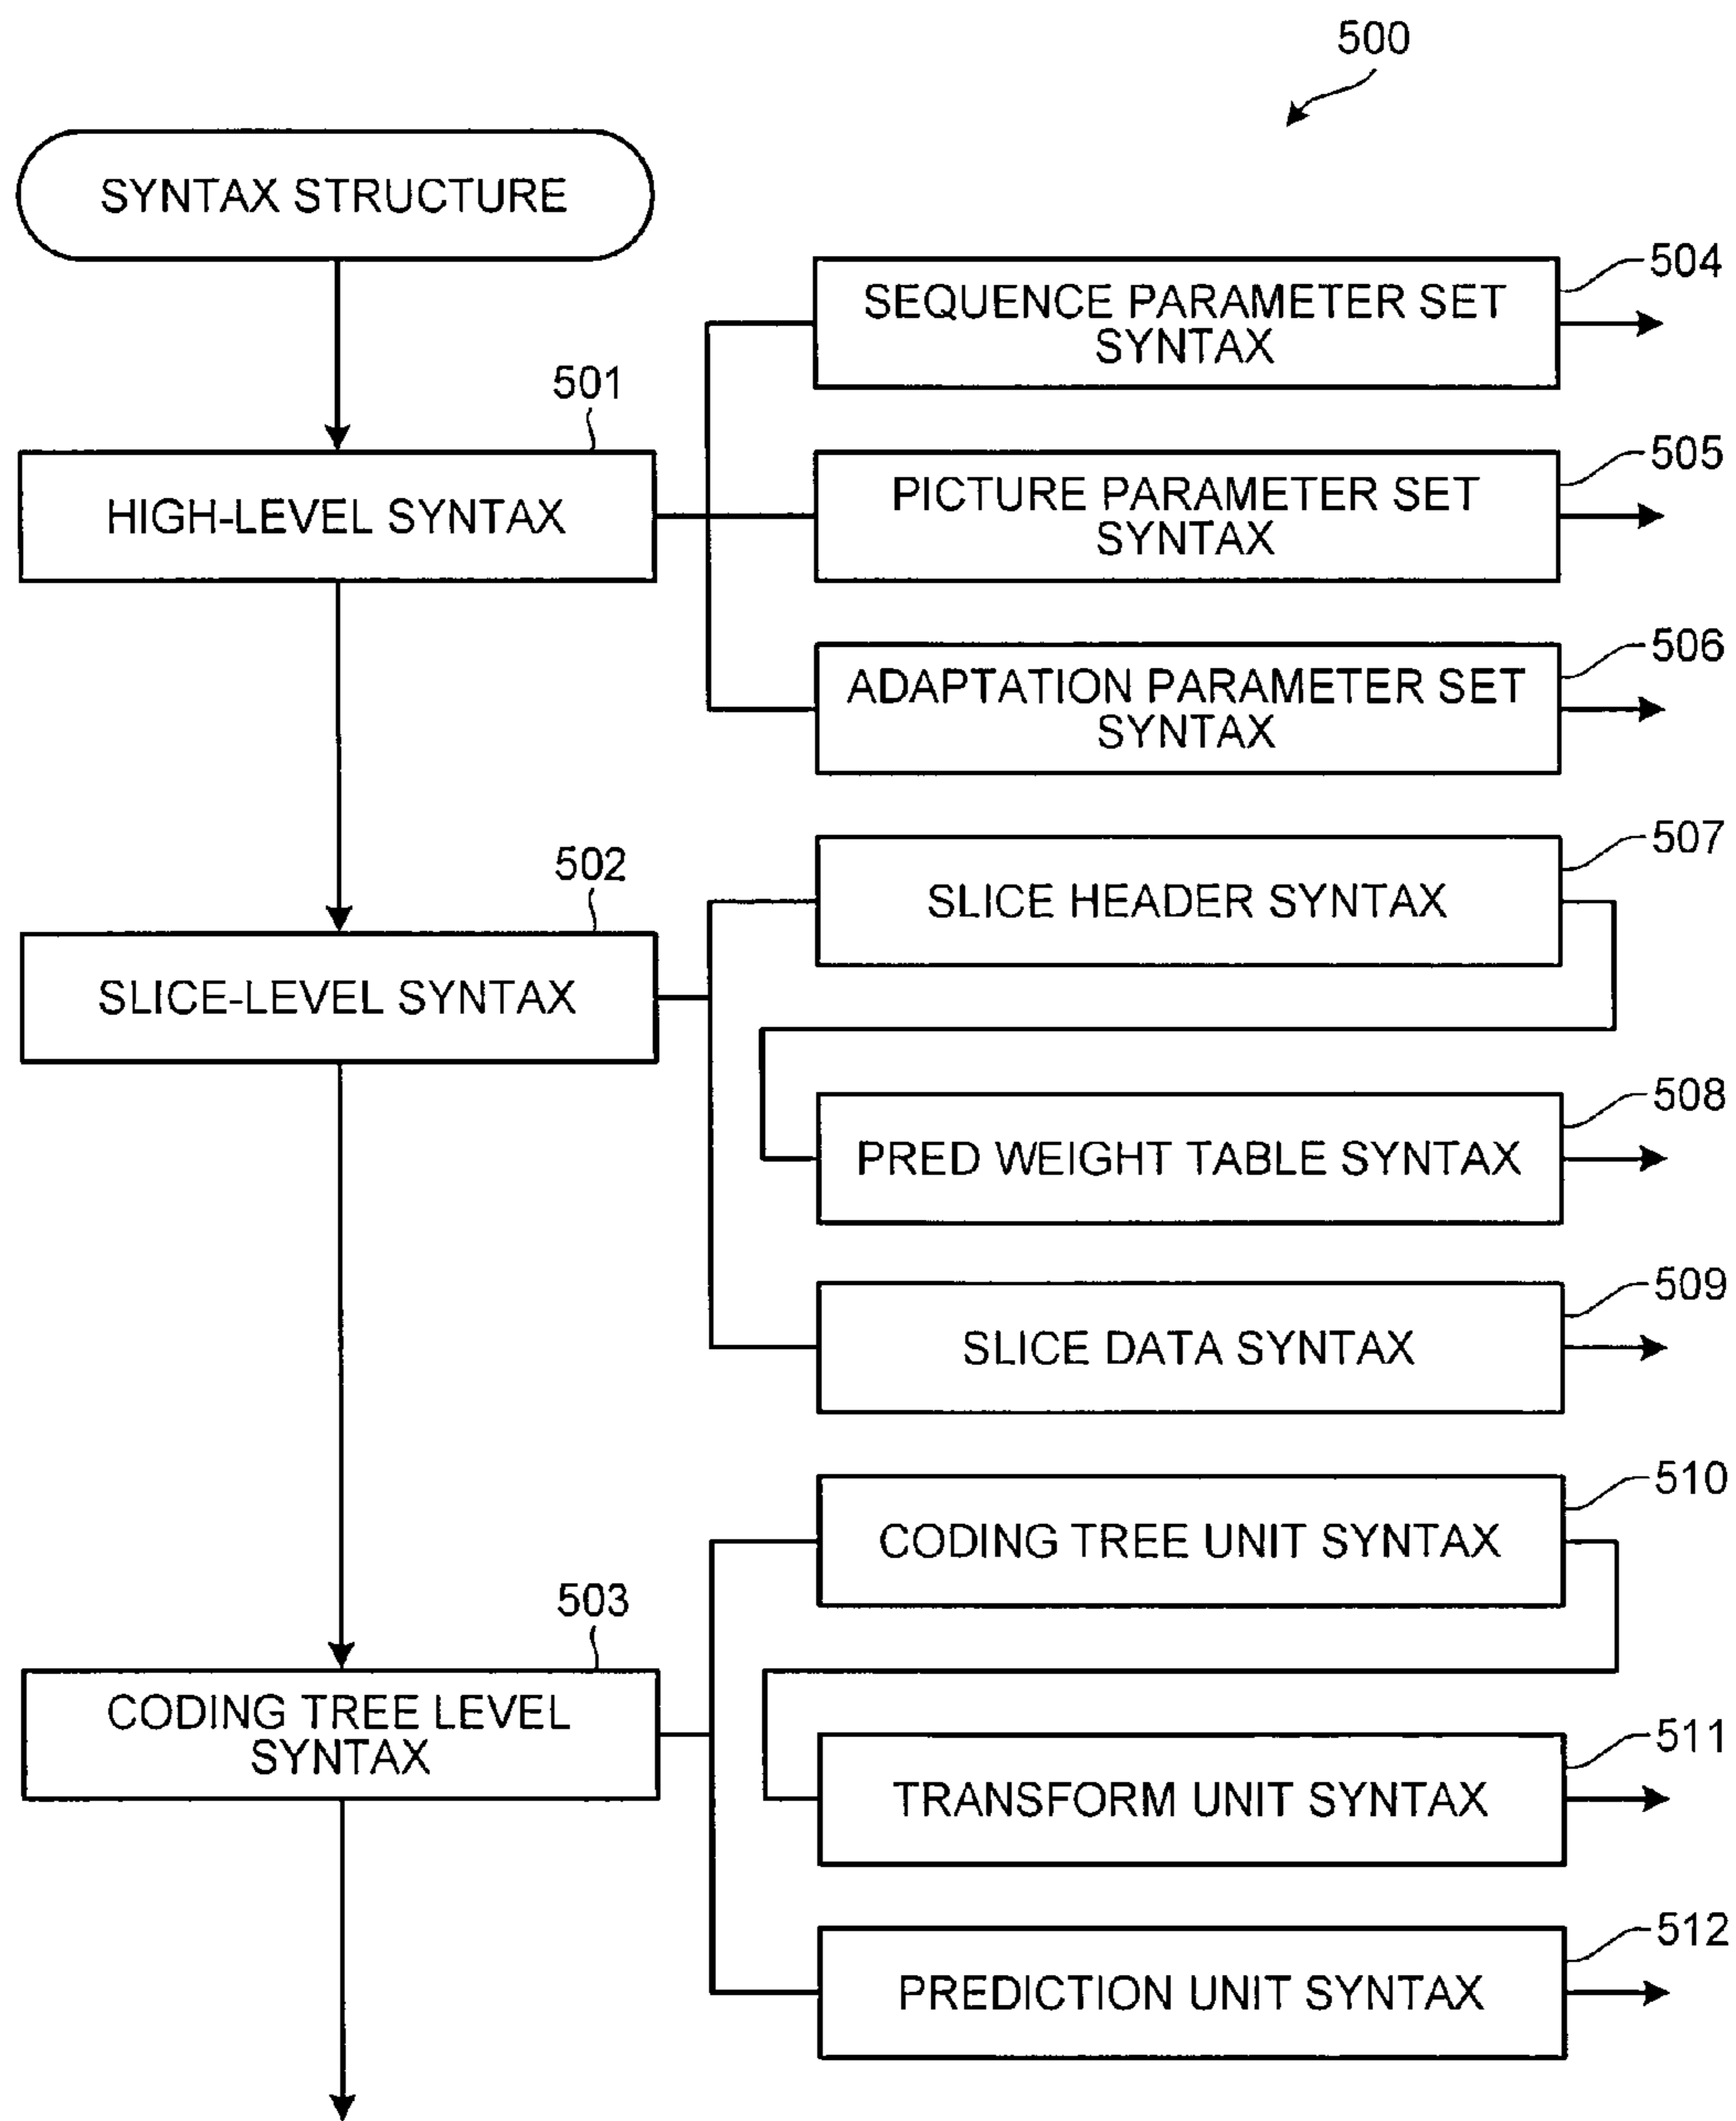 500
SYNTAX STRUCTURE
504
SEQUENCE PARAMETER SET
SYNTAX
501
HIGH-LEVEL SYNTAX
505
PICTURE PARAMETER SET
SYNTAX
506
ADAPTATION PARAMETER SET
SYNTAX
507
SLICE HEADER SYNTAX
502
SLICE-LEVEL SYNTAX
508
PRED WEIGHT TABLE SYNTAX
509
SLICE DATA SYNTAX
510
CODING TREE UNIT SYNTAX
503
CODING TREE LEVEL
SYNTAX
511
TRANSFORM UNIT SYNTAX
512
PREDICTION UNIT SYNTAX